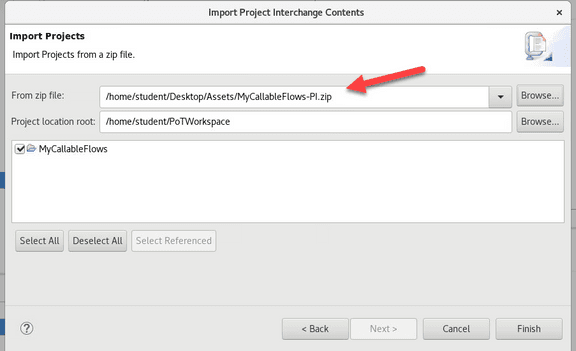 Import Project Interchange Contents
×
Import Projects
Import Projects from a zip file.
From zip file: /home/student/Desktop/Assets/MyCallableFlows-PI.zip Browse...
Project location root: /home/student/PoTWorkspace Browse...
MyCallableFlows
Select All Deselect All Select Referenced
? < Back Next > Cancel Finish